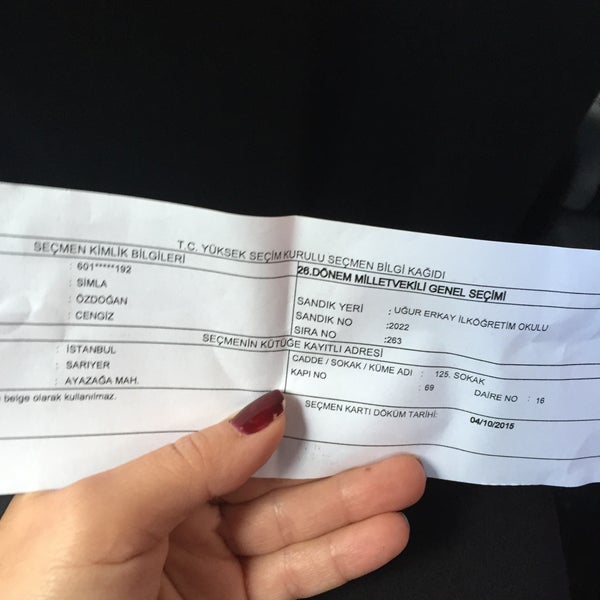 T.C. YÜKSEK SEÇİM KURULU SEÇMEN BİLGİ KAĞIDI
SEÇMEN KİMLİK BİLGİLERİ
: 601*****192
: SİMLA
: ÖZDOĞAN
: CENGİZ
26.DÖNEM MİLLETVEKİLİ GENEL SEÇİMİ
SANDIK YERİ : UĞUR ERKAY İLKÖĞRETİM OKULU
SANDIK NO :2022
SIRA NO :263
SEÇMENİN KÜTÜĞE KAYITLI ADRESİ
: İSTANBUL
: SARIYER
: AYAZAĞA MAH.
CADDE / SOKAK / KÜME ADI : 125. SOKAK
KAPI NO : 69 DAİRE NO : 16
belge olarak kullanılmaz.
SEÇMEN KARTI DÖKÜM TARİHİ: 04/10/2015